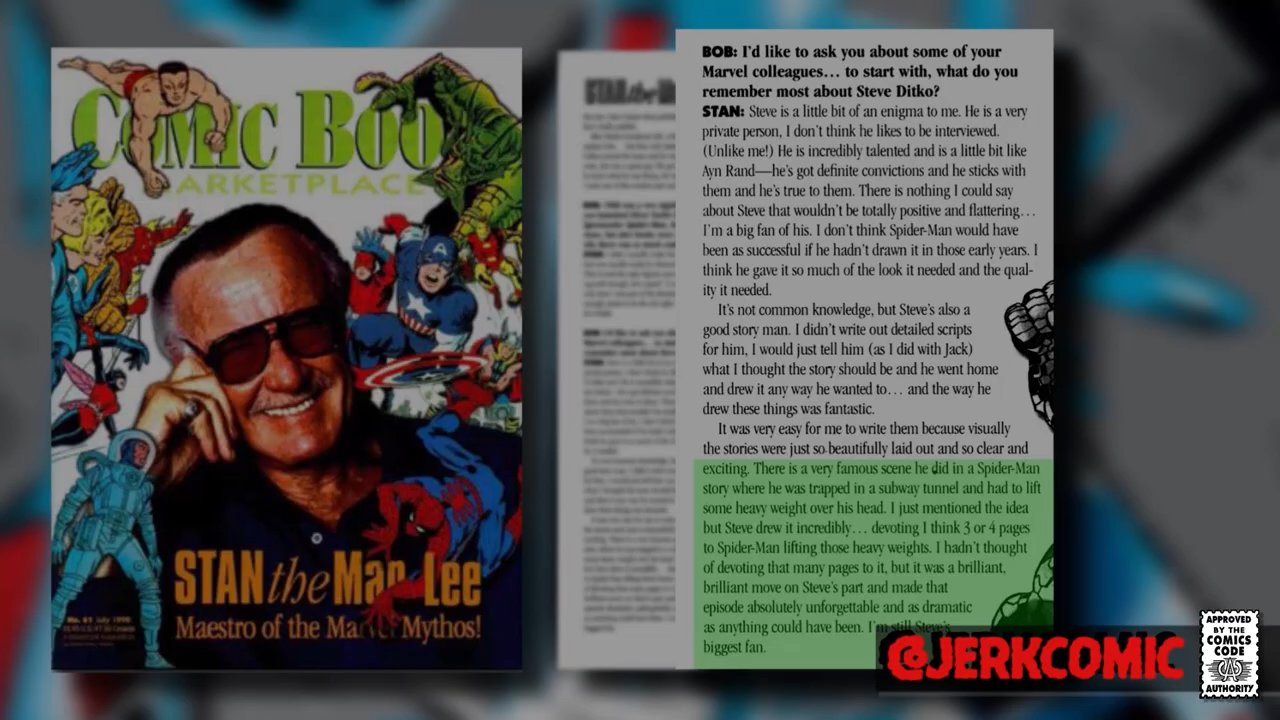 COMIC BOO
ARKETPLACE
STAN the Man Lee
Maestro of the Marvel Mythos!
No. 61 July 1998
STAN the M
BOB: I'd like to ask you about some of your
Marvel colleagues... to start with, what do you
remember most about Steve Ditko?
STAN: Steve is a little bit of an enigma to me. He is a very
private person, I don't think he likes to be interviewed.
(Unlike me!) He is incredibly talented and is a little bit like
Ayn Rand—he's got definite convictions and he sticks with
them and he's true to them. There is nothing I could say
about Steve that wouldn't be totally positive and flattering...
I'm a big fan of his. I don't think Spider-Man would have
been as successful if he hadn't drawn it in those early years. I
think he gave it so much of the look it needed and the qual-
ity it needed.
It's not common knowledge, but Steve's also a
good story man. I didn't write out detailed scripts
for him, I would just tell him (as I did with Jack)
what I thought the story should be and he went home
and drew it any way he wanted to... and the way he
drew these things was fantastic.
It was very easy for me to write them because visually
the stories were just so beautifully laid out and so clear and
exciting. There is a very famous scene he did in a Spider-Man
story where he was trapped in a subway tunnel and had to lift
some heavy weight over his head. I just mentioned the idea
but Steve drew it incredibly... devoting I think 3 or 4 pages
to Spider-Man lifting those heavy weights. I hadn't thought
of devoting that many pages to it, but it was a brilliant,
brilliant move on Steve's part and made that
episode absolutely unforgettable and as dramatic
as anything could have been. I'm still Steve's
biggest fan.
@JERKCOMIC
APPROVED
BY THE
COMICS
CODE
AUTHORITY